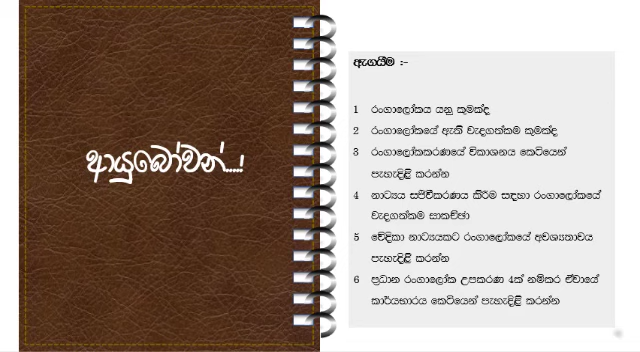 ආයුබෝවන්.....!
ඇගයීම :-
1 රංගාලෝකය යනු කුමක්ද
2 රංගාලෝකයේ ඇති වැදගත්කම කුමක්ද
3 රංගාලෝකකරණයේ විකාශනය කෙටියෙන්
පැහැදිළි කරන්න
4 නාට්‍යය සජීවීකරණය කිරීම සඳහා රංගාලෝකයේ
වැදගත්කම සාකච්ඡා
5 වේදිකා නාට්‍යයකට රංගාලෝකයේ අවශ්‍යතාවය
පැහැදිළි කරන්න
6 ප්‍රධාන රංගාලෝක උපකරණ 4ක් නම්කර ඒවායේ
කාර්යභාරය කෙටියෙන් පැහැදිළි කරන්න